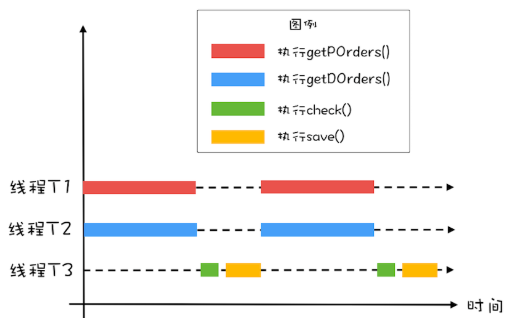 图例
执行getPOrders()
执行getDOrders()
执行check()
执行save()
线程T1
线程T2
线程T3
时间